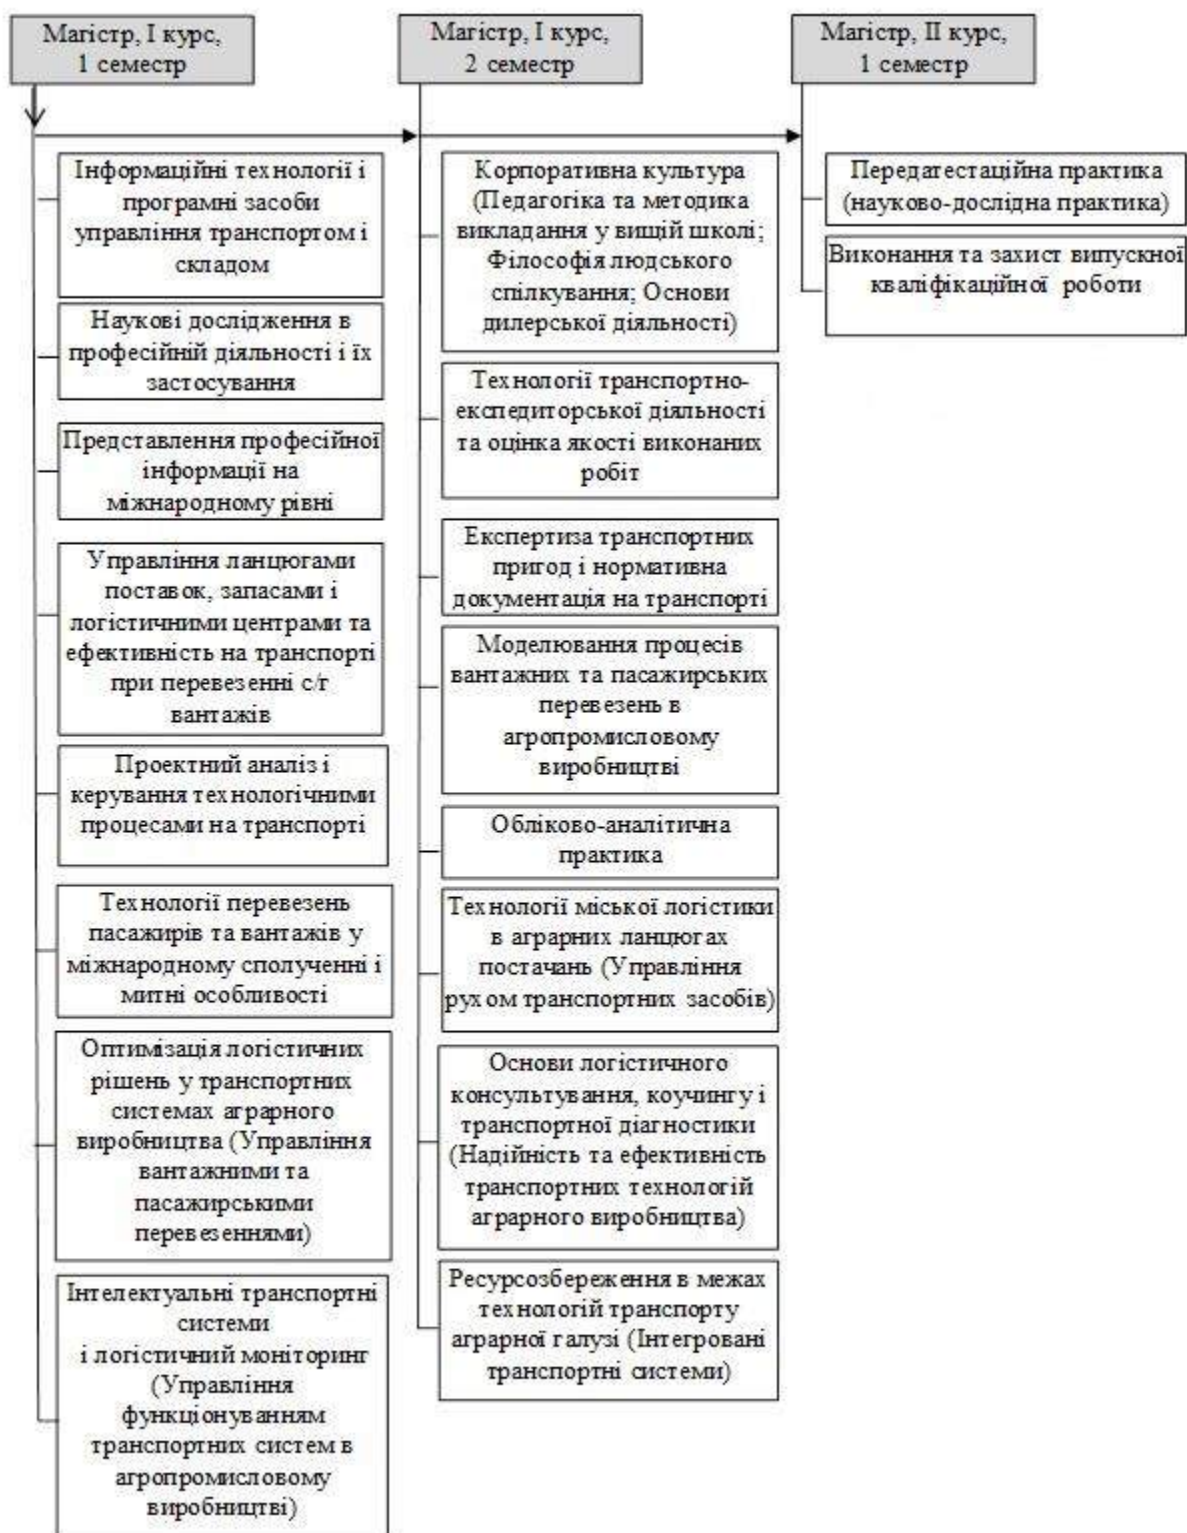 Магістр, І курс,
1 семестр
Магістр, І курс,
2 семестр
Магістр, ІІ курс,
1 семестр
Інформаційні технології і
програмні засоби
управління транспортом і
складом
Наукові дослідження в
професійній діяльності і їх
застосування
Представлення професійної
інформації на
міжнародному рівні
Управління ланцюгами
поставок, запасами і
логістичними центрами та
ефективність на транспорті
при перевезенні с/г
вантажів
Проектний аналіз і
керування технологічними
процесами на транспорті
Технології перевезень
пасажирів та вантажів у
міжнародному сполученні і
митні особливості
Оптимізація логістичних
рішень у транспортних
системах аграрного
виробництва (Управління
вантажними та
пасажирськими
перевезеннями)
Інтелектуальні транспортні
системи
і логістичний моніторинг
(Управління
функціонуванням
транспортних систем в
агропромисловому
виробництві)
Корпоративна культура
(Педагогіка та методика
викладання у вищій школі;
Філософія людського
спілкування; Основи
дилерської діяльності)
Технології транспортно-
експедиторської діяльності
та оцінка якості виконаних
робіт
Експертиза транспортних
пригод і нормативна
документація на транспорті
Моделювання процесів
вантажних та пасажирських
перевезень в
агропромисловому
виробництві
Обліково-аналітична
практика
Технології міської логістики
в аграрних ланцюгах
постачань (Управління
рухом транспортних засобів)
Основи логістичного
консультування, коучингу і
транспортної діагностики
(Надійність та ефективність
транспортних технологій
аграрного виробництва)
Ресурсозбереження в межах
технологій транспорту
аграрної галузі (Інтегровані
транспортні системи)
Передатестаційна практика
(науково-дослідна практика)
Виконання та захист випускної
кваліфікаційної роботи